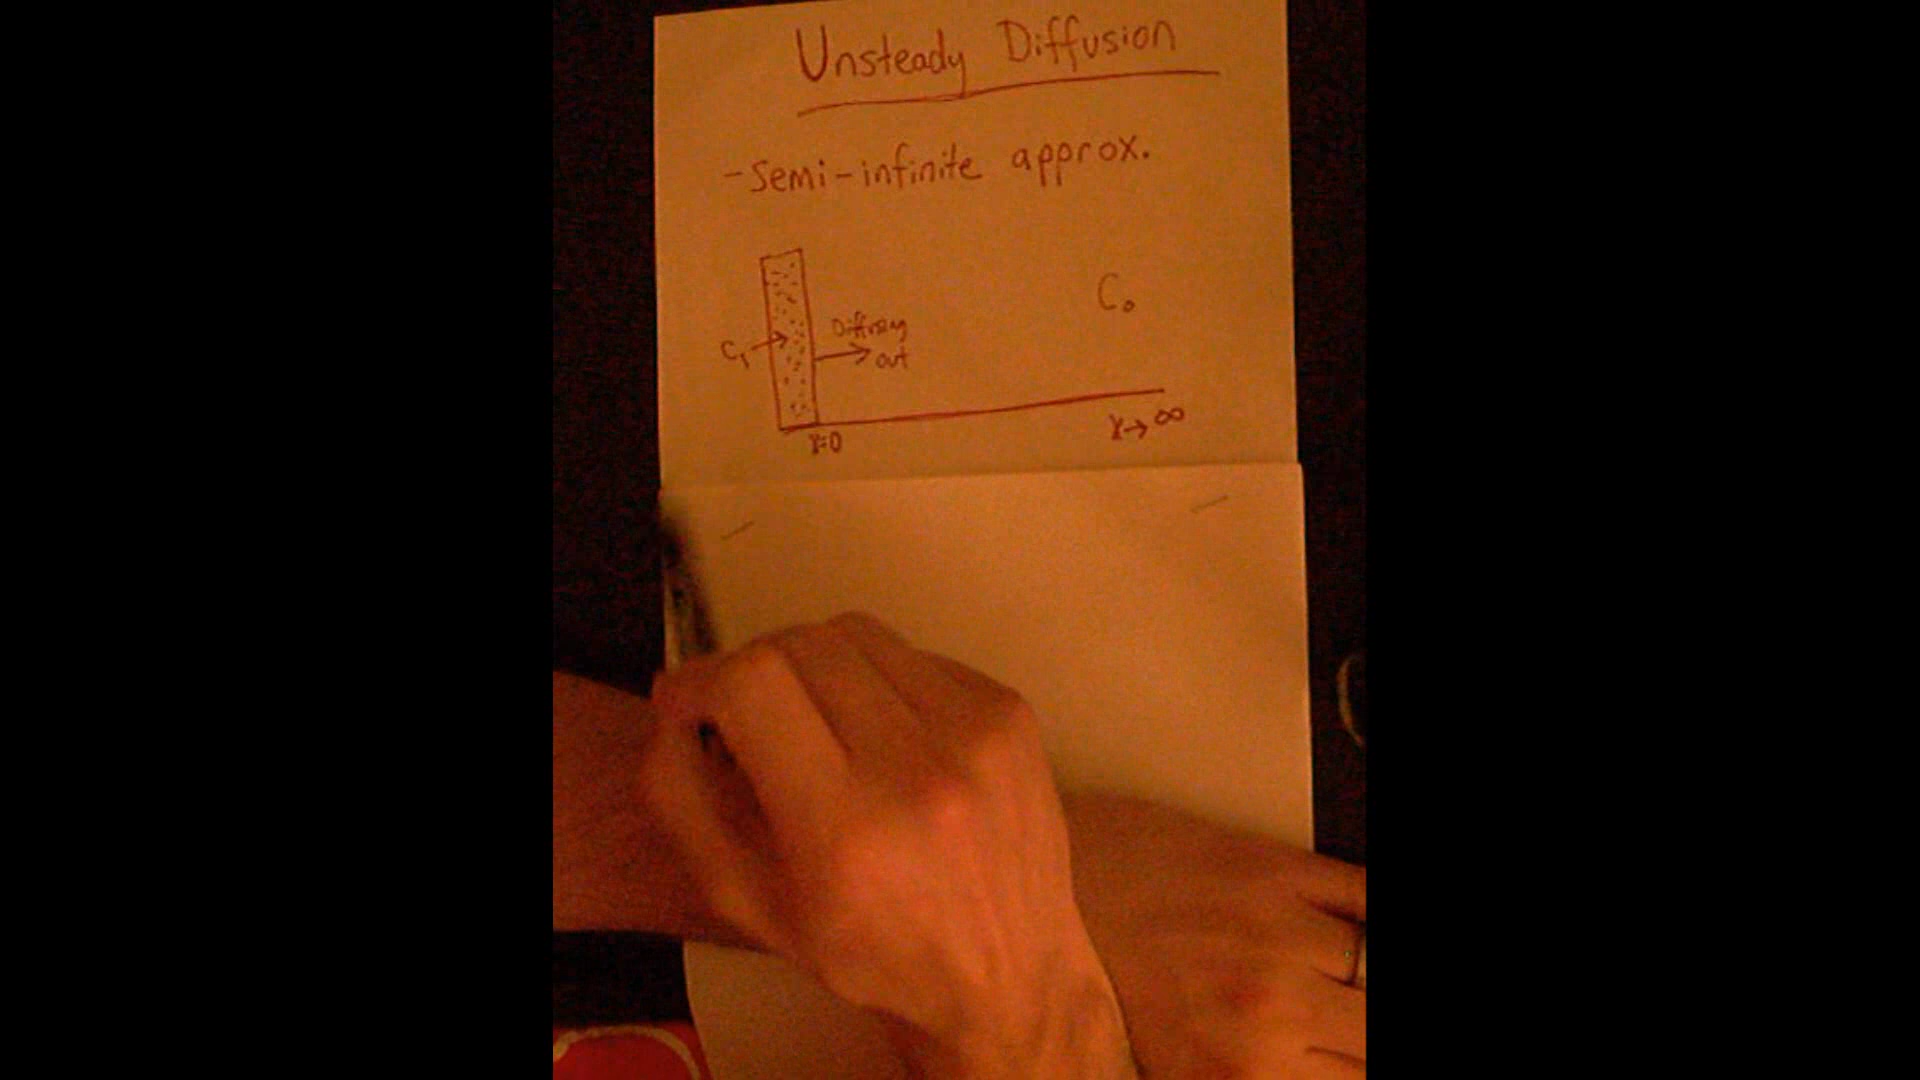 Unsteady Diffusion
-Semi-infinite approx.
C₀
Diffusing
C₁
out
x=0
x→∞